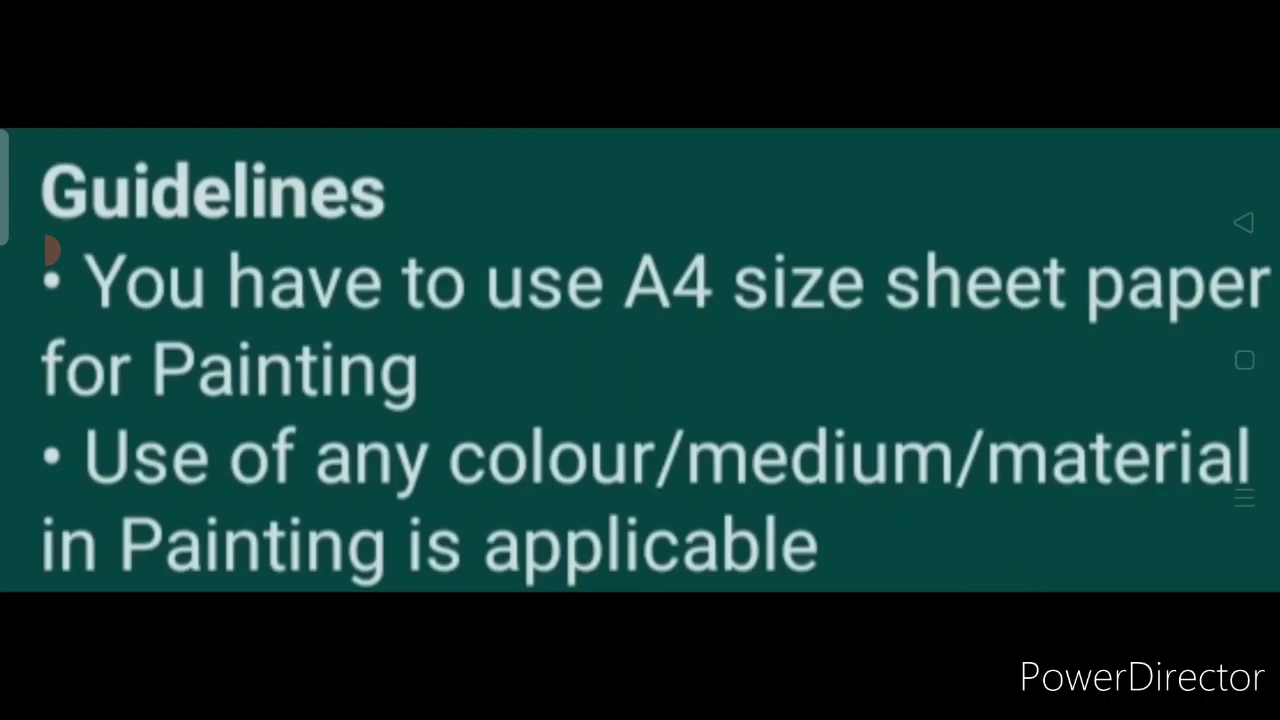 Guidelines
• You have to use A4 size sheet paper
for Painting
• Use of any colour/medium/material
in Painting is applicable
PowerDirector